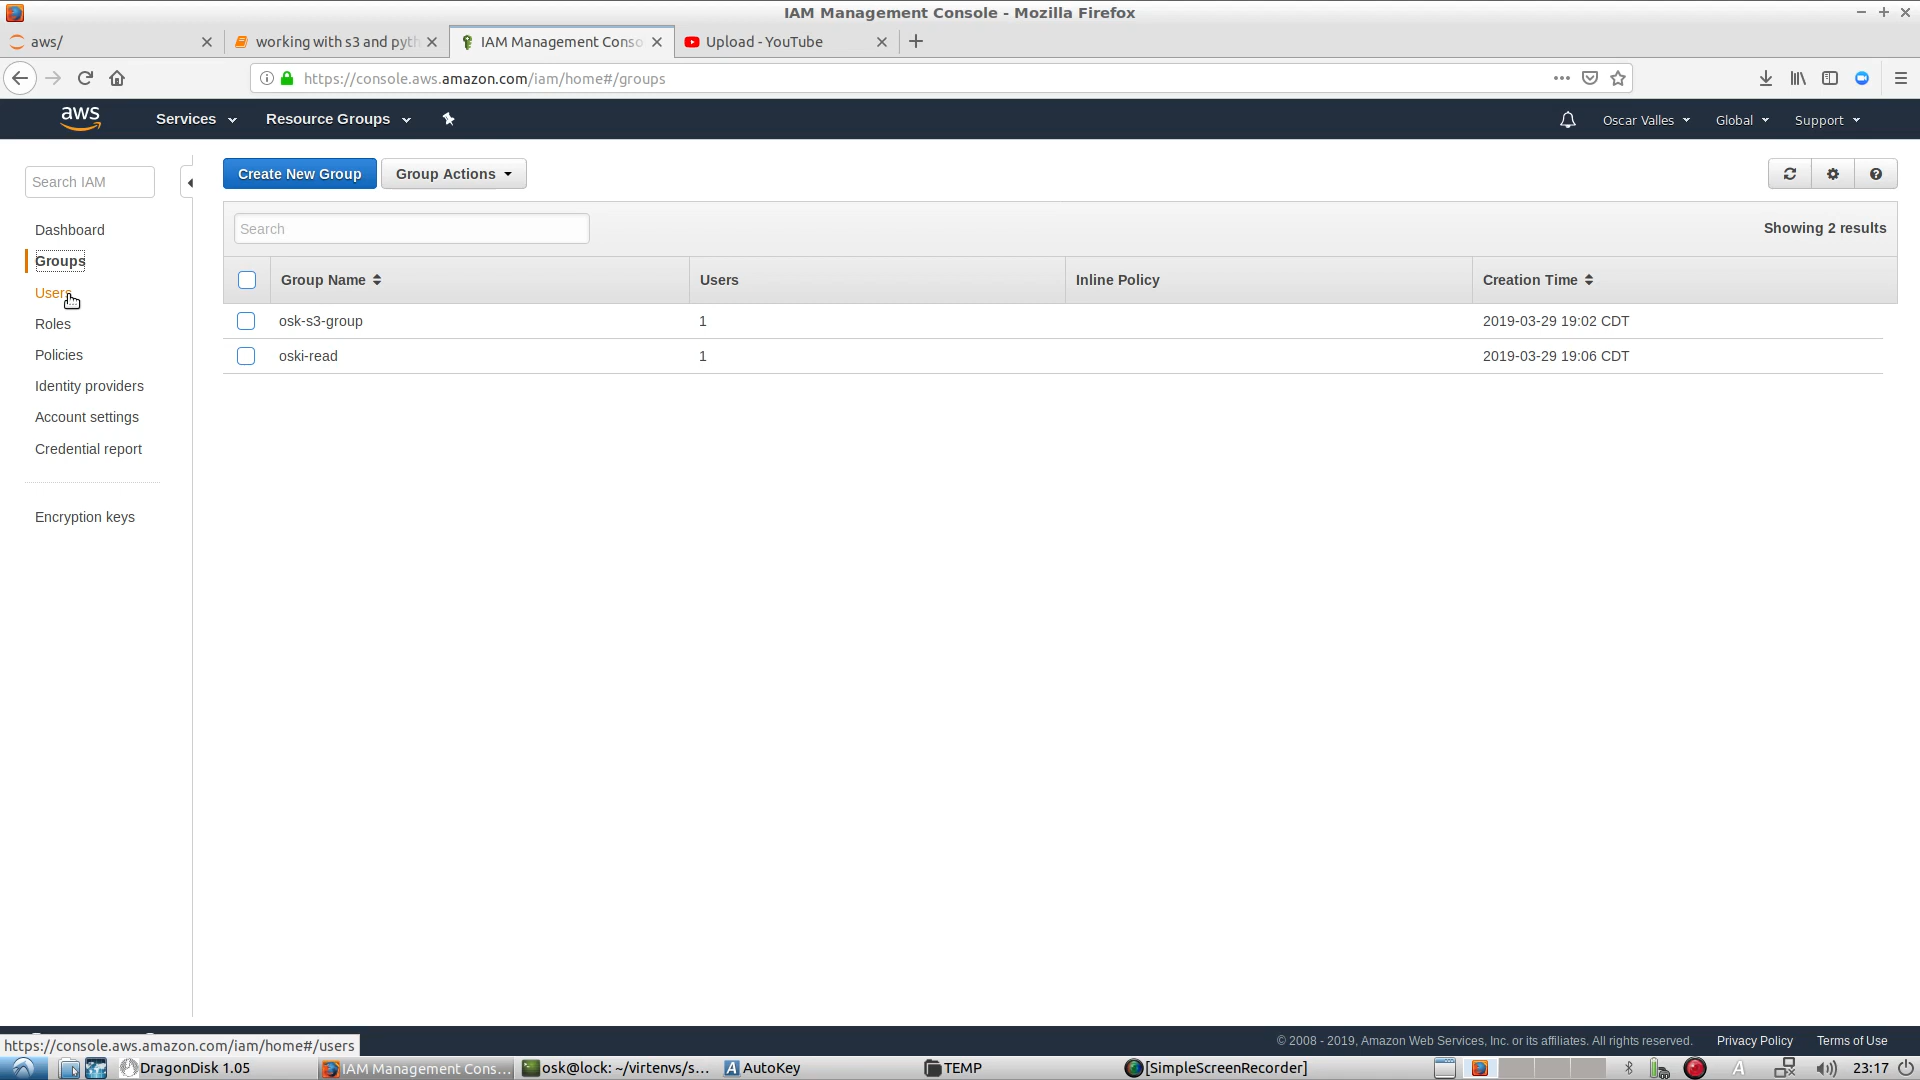 IAM Management Console - Mozilla Firefox
aws/
working with s3 and pyth
IAM Management Conso
Upload - YouTube
https://console.aws.amazon.com/iam/home#/groups
aws
Services
Resource Groups
Oscar Valles
Global
Support
Search IAM
Dashboard
Groups
Users
Roles
Policies
Identity providers
Account settings
Credential report
Encryption keys
Create New Group
Group Actions
Search
Showing 2 results
Group Name
Users
Inline Policy
Creation Time
osk-s3-group
1
2019-03-29 19:02 CDT
oski-read
1
2019-03-29 19:06 CDT
https://console.aws.amazon.com/iam/home#/users
© 2008 - 2019, Amazon Web Services, Inc. or its affiliates. All rights reserved.
Privacy Policy
Terms of Use
DragonDisk 1.05
IAM Management Cons...
osk@lock: ~/virtenvs/s...
AutoKey
TEMP
[SimpleScreenRecorder]
23:17